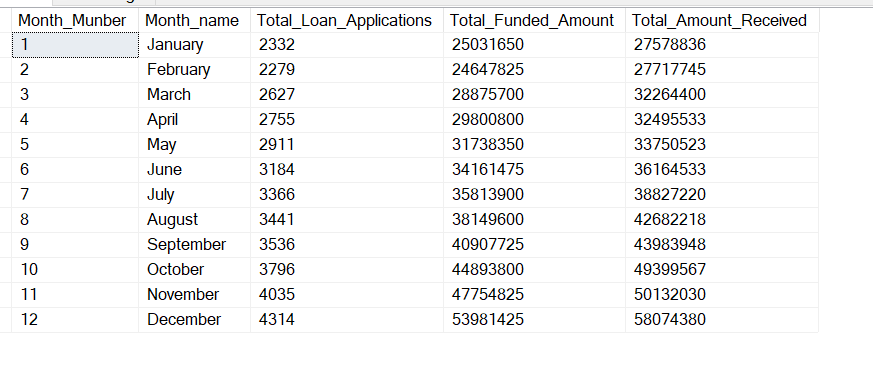 Month_Munber Month_name Total_Loan_Applications Total_Funded_Amount Total_Amount_Received
1 January 2332 25031650 27578836
2 February 2279 24647825 27717745
3 March 2627 28875700 32264400
4 April 2755 29800800 32495533
5 May 2911 31738350 33750523
6 June 3184 34161475 36164533
7 July 3366 35813900 38827220
8 August 3441 38149600 42682218
9 September 3536 40907725 43983948
10 October 3796 44893800 49399567
11 November 4035 47754825 50132030
12 December 4314 53981425 58074380